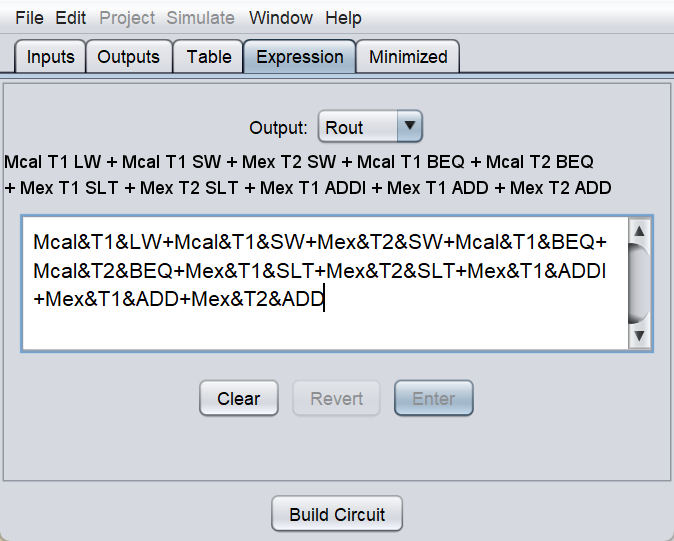 File Edit Project Simulate Window Help
Inputs Outputs Table Expression Minimized
Output: Rout
Mcal T1 LW + Mcal T1 SW + Mex T2 SW + Mcal T1 BEQ + Mcal T2 BEQ
+ Mex T1 SLT + Mex T2 SLT + Mex T1 ADDI + Mex T1 ADD + Mex T2 ADD
Mcal&T1&LW+Mcal&T1&SW+Mex&T2&SW+Mcal&T1&BEQ+
Mcal&T2&BEQ+Mex&T1&SLT+Mex&T2&SLT+Mex&T1&ADDI
+Mex&T1&ADD+Mex&T2&ADD
Clear Revert Enter
Build Circuit